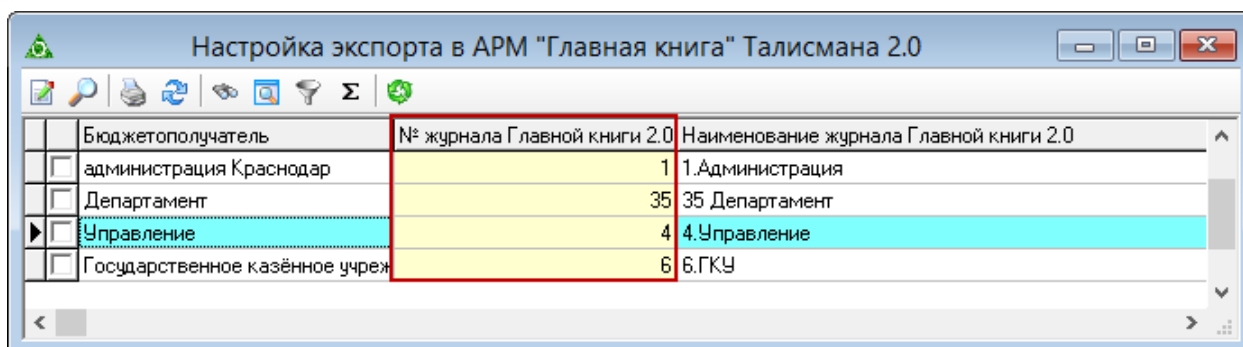 Настройка экспорта в АРМ "Главная книга" Талисмана 2.0
Σ
Бюджетополучатель № журнала Главной книги 2.0 Наименование журнала Главной книги 2.0
администрация Краснодар 1 1.Администрация
Департамент 35 35 Департамент
Управление 4 4.Управление
Государственное казённое учреж 6 6.ГКУ